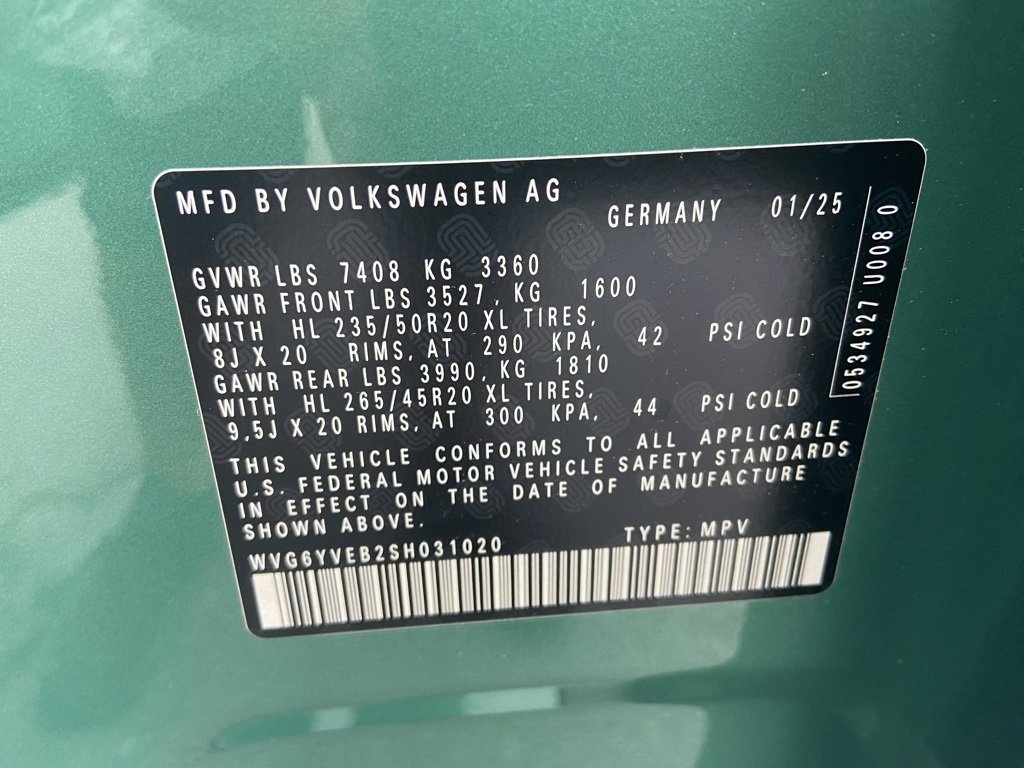 MFD BY VOLKSWAGEN AG
GERMANY 01/25
GVWR LBS 7408 KG 3360
GAWR FRONT LBS 3527, KG 1600
WITH HL 235/50R20 XL TIRES,
8J X 20 RIMS, AT 290 KPA, 42 PSI COLD
GAWR REAR LBS 3990, KG 1810
WITH HL 265/45R20 XL TIRES,
9,5J X 20 RIMS, AT 300 KPA, 44 PSI COLD
THIS VEHICLE CONFORMS TO ALL APPLICABLE
U.S. FEDERAL MOTOR VEHICLE SAFETY STANDARDS
IN EFFECT ON THE DATE OF MANUFACTURE
SHOWN ABOVE.
WVG6YVEB2SH031020 TYPE: MPV
0534927 U008 0